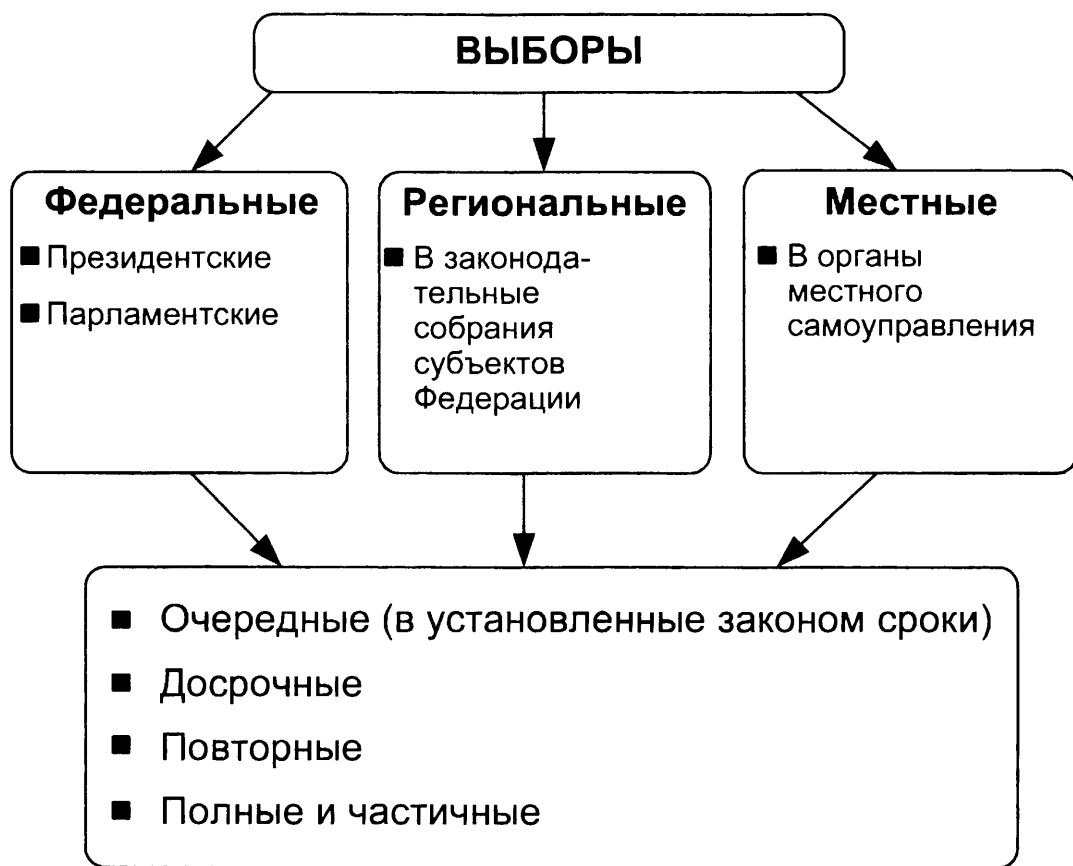 ВЫБОРЫ
Федеральные
■ Президентские
■ Парламентские
Региональные
■ В законода-
тельные
собрания
субъектов
Федерации
Местные
■ В органы
местного
самоуправления
■ Очередные (в установленные законом сроки)
■ Досрочные
■ Повторные
■ Полные и частичные